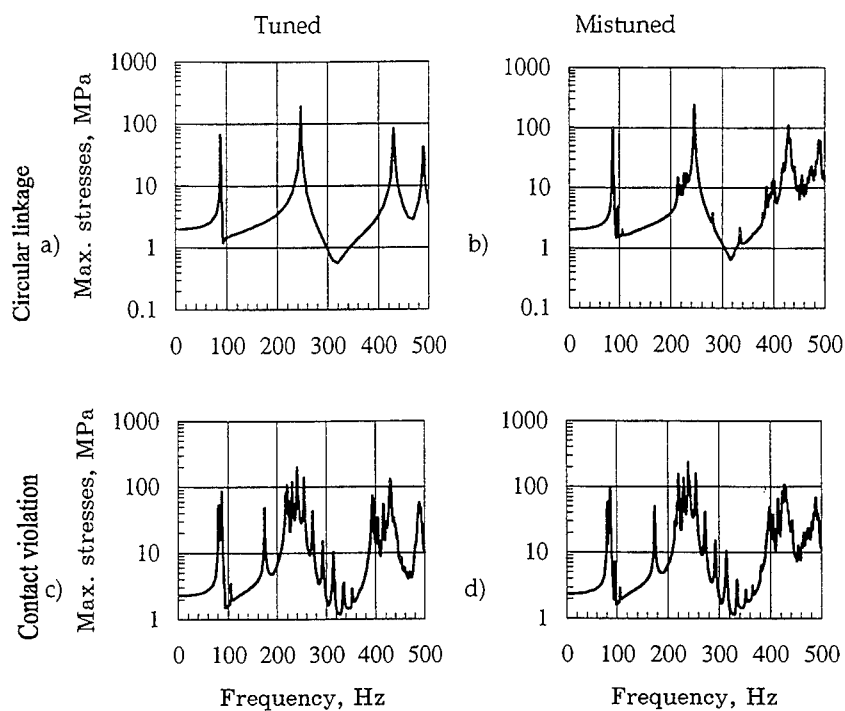 Tuned
Mistuned
Circular linkage
Max. stresses, MPa
a)
1000
100
10
1
0.1
0 100 200 300 400 500
b)
1000
100
10
1
0.1
0 100 200 300 400 500
Contact violation
Max. stresses, MPa
c)
1000
100
10
1
0 100 200 300 400 500
Frequency, Hz
d)
1000
100
10
1
0 100 200 300 400 500
Frequency, Hz